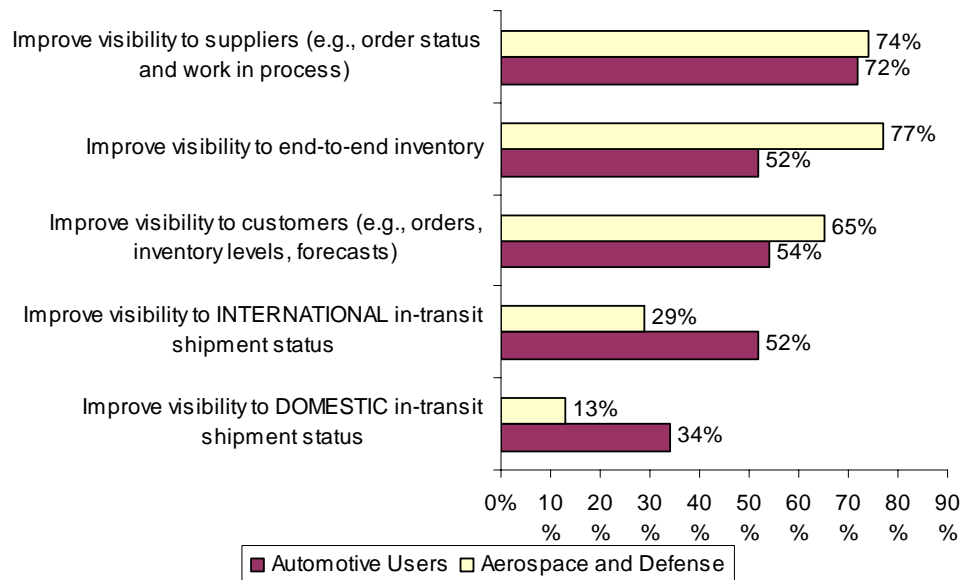 Improve visibility to suppliers (e.g., order status
and work in process)
74%
72%
Improve visibility to end-to-end inventory
77%
52%
Improve visibility to customers (e.g., orders,
inventory levels, forecasts)
65%
54%
Improve visibility to INTERNATIONAL in-transit
shipment status
29%
52%
Improve visibility to DOMESTIC in-transit
shipment status
13%
34%
0% 10 20 30 40 50 60 70 80 90
% % % % % % % % %
Automotive Users Aerospace and Defense